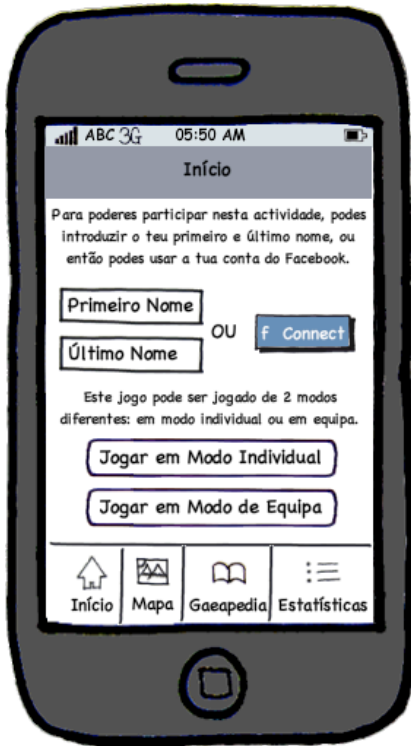 ABC 3G 05:50 AM
Início
Para poderes participar nesta actividade, podes
introduzir o teu primeiro e último nome, ou
então podes usar a tua conta do Facebook.
Primeiro Nome
OU
f Connect
Último Nome
Este jogo pode ser jogado de 2 modos
diferentes: em modo individual ou em equipa.
Jogar em Modo Individual
Jogar em Modo de Equipa
Início Mapa Gaeapedia Estatísticas